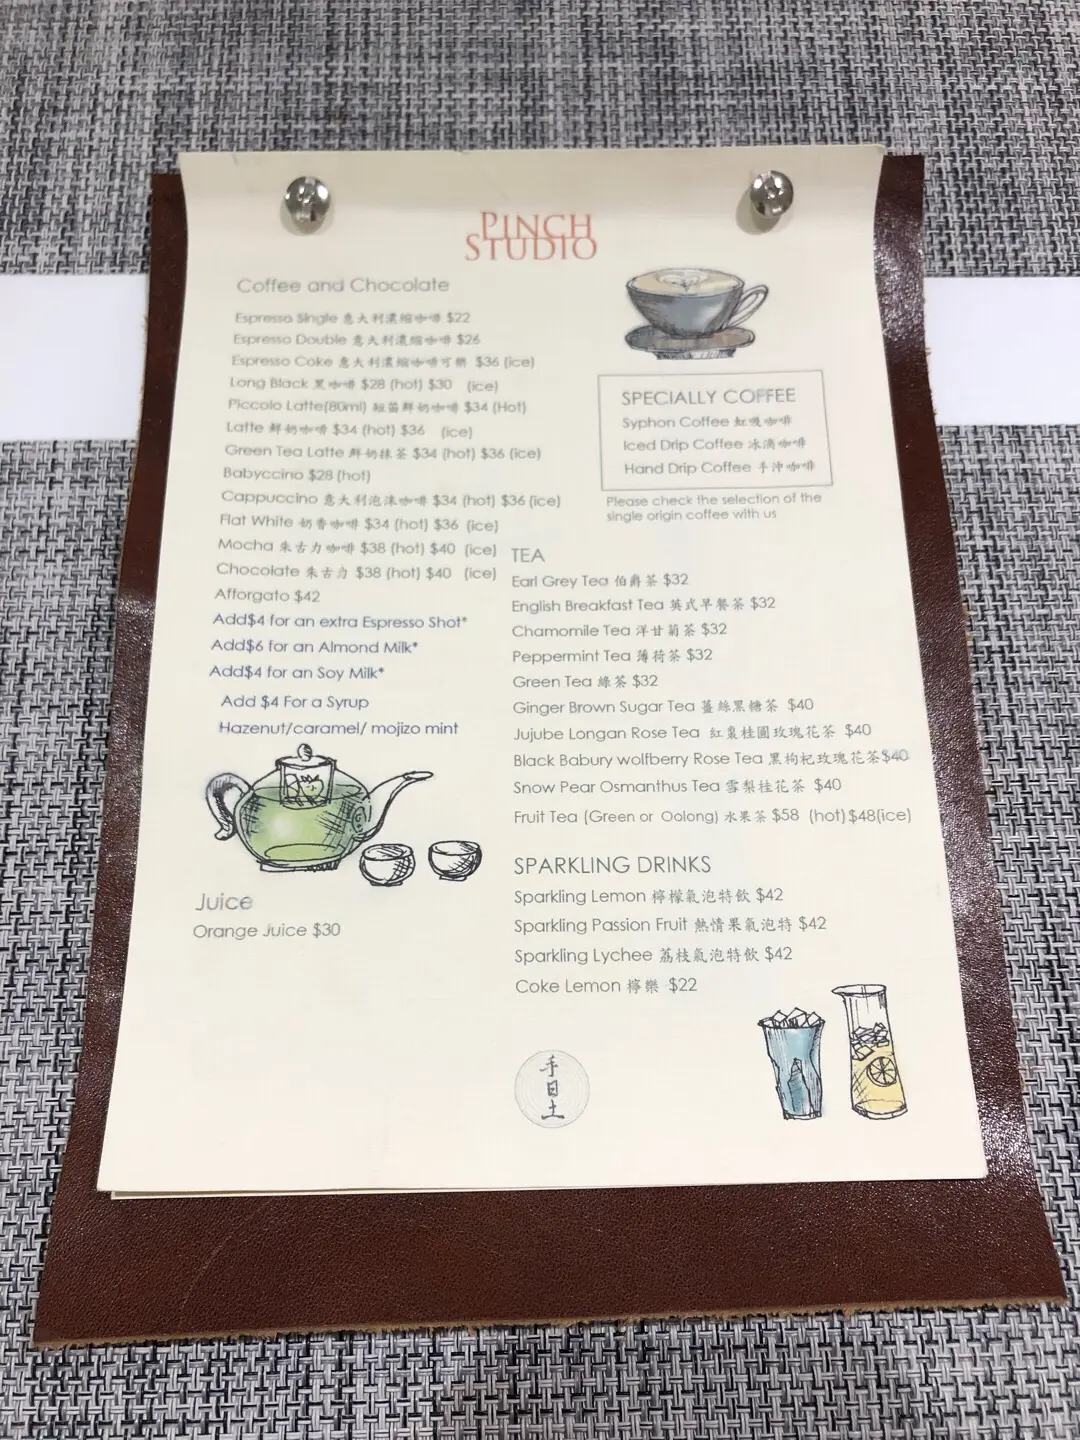 PINCH
STUDIO
Coffee and Chocolate
Espresso Single 意大利濃縮咖啡 $22
Espresso Double 意大利濃縮咖啡 $26
Espresso Coke 意大利濃縮咖啡可樂 $36 (ice)
Long Black 黑咖啡 $28 (hot) $30 (ice)
Piccolo Latte(80ml) 短笛鮮奶咖啡 $34 (Hot)
Latte 鮮奶咖啡 $34 (hot) $36 (ice)
Green Tea Latte 鮮奶抹茶 $34 (hot) $36 (ice)
Babyccino $28 (hot)
Cappuccino 意大利泡沫咖啡 $34 (hot) $36 (ice)
Flat White 奶香咖啡 $34 (hot) $36 (ice)
Mocha 朱古力咖啡 $38 (hot) $40 (ice)
Chocolate 朱古力 $38 (hot) $40 (ice)
Afforgato $42
Add$4 for an extra Espresso Shot*
Add$6 for an Almond Milk*
Add$4 for an Soy Milk*
Add $4 For a Syrup
Hazenut/caramel/ mojizo mint
Juice
Orange Juice $30
SPECIALLY COFFEE
Syphon Coffee 虹吸咖啡
Iced Drip Coffee 冰滴咖啡
Hand Drip Coffee 手沖咖啡
Please check the selection of the
single origin coffee with us
TEA
Earl Grey Tea 伯爵茶 $32
English Breakfast Tea 英式早餐茶 $32
Chamomile Tea 洋甘菊茶 $32
Peppermint Tea 薄荷茶 $32
Green Tea 綠茶 $32
Ginger Brown Sugar Tea 薑絲黑糖茶 $40
Jujube Longan Rose Tea 紅棗桂圓玫瑰花茶 $40
Black Babury wolfberry Rose Tea 黑枸杞玫瑰花茶$40
Snow Pear Osmanthus Tea 雪梨桂花茶 $40
Fruit Tea (Green or Oolong) 水果茶 $58 (hot)$48(ice)
SPARKLING DRINKS
Sparkling Lemon 檸檬氣泡特飲 $42
Sparkling Passion Fruit 熱情果氣泡特 $42
Sparkling Lychee 荔枝氣泡特飲 $42
Coke Lemon 檸樂 $22
手日土